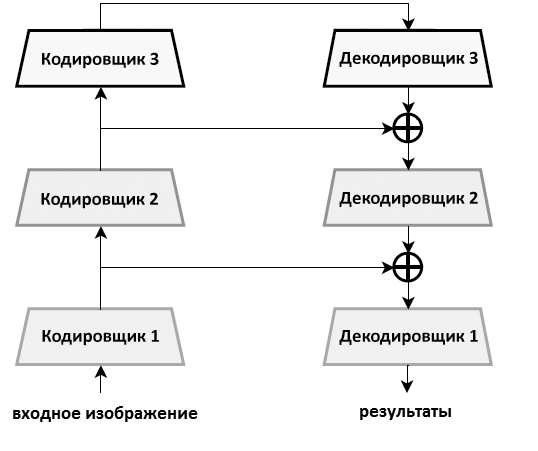 Кодировщик 3
Декодировщик 3
Кодировщик 2
Декодировщик 2
Кодировщик 1
Декодировщик 1
входное изображение
результаты